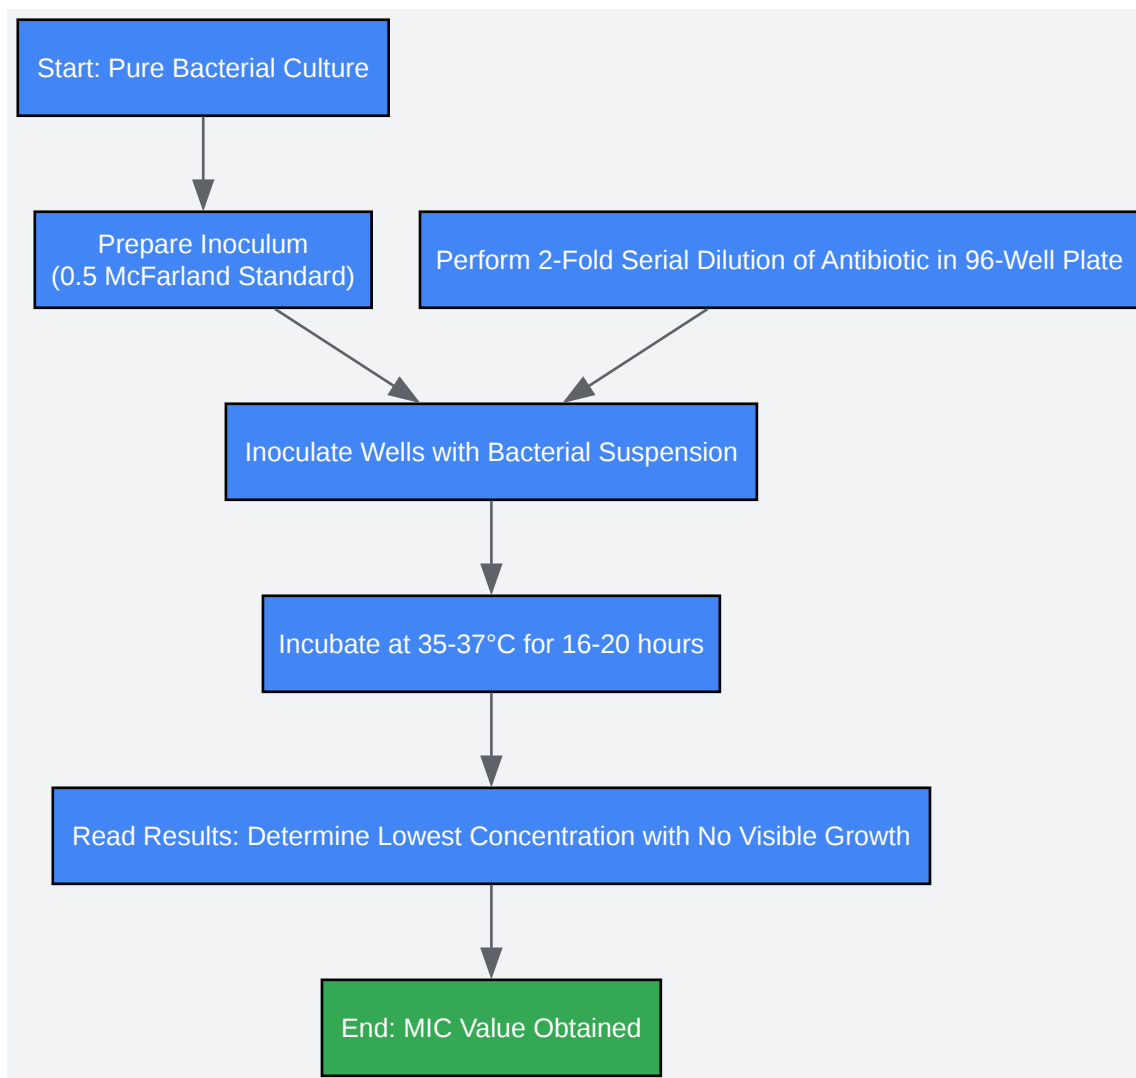 Start: Pure Bacterial Culture
Prepare Inoculum
(0.5 McFarland Standard)
Perform 2-Fold Serial Dilution of Antibiotic in 96-Well Plate
Inoculate Wells with Bacterial Suspension
Incubate at 35-37°C for 16-20 hours
Read Results: Determine Lowest Concentration with No Visible Growth
End: MIC Value Obtained